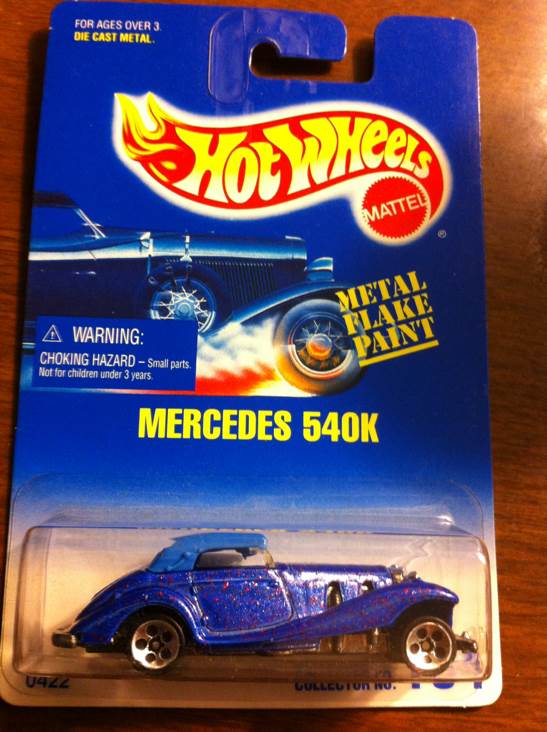 FOR AGES OVER 3.
DIE CAST METAL.
HOT WHEELS
MATTEL
®
METAL
FLAKE
PAINT
⚠ WARNING:
CHOKING HAZARD – Small parts.
Not for children under 3 years.
MERCEDES 540K
0422
COLLECTOR NO.